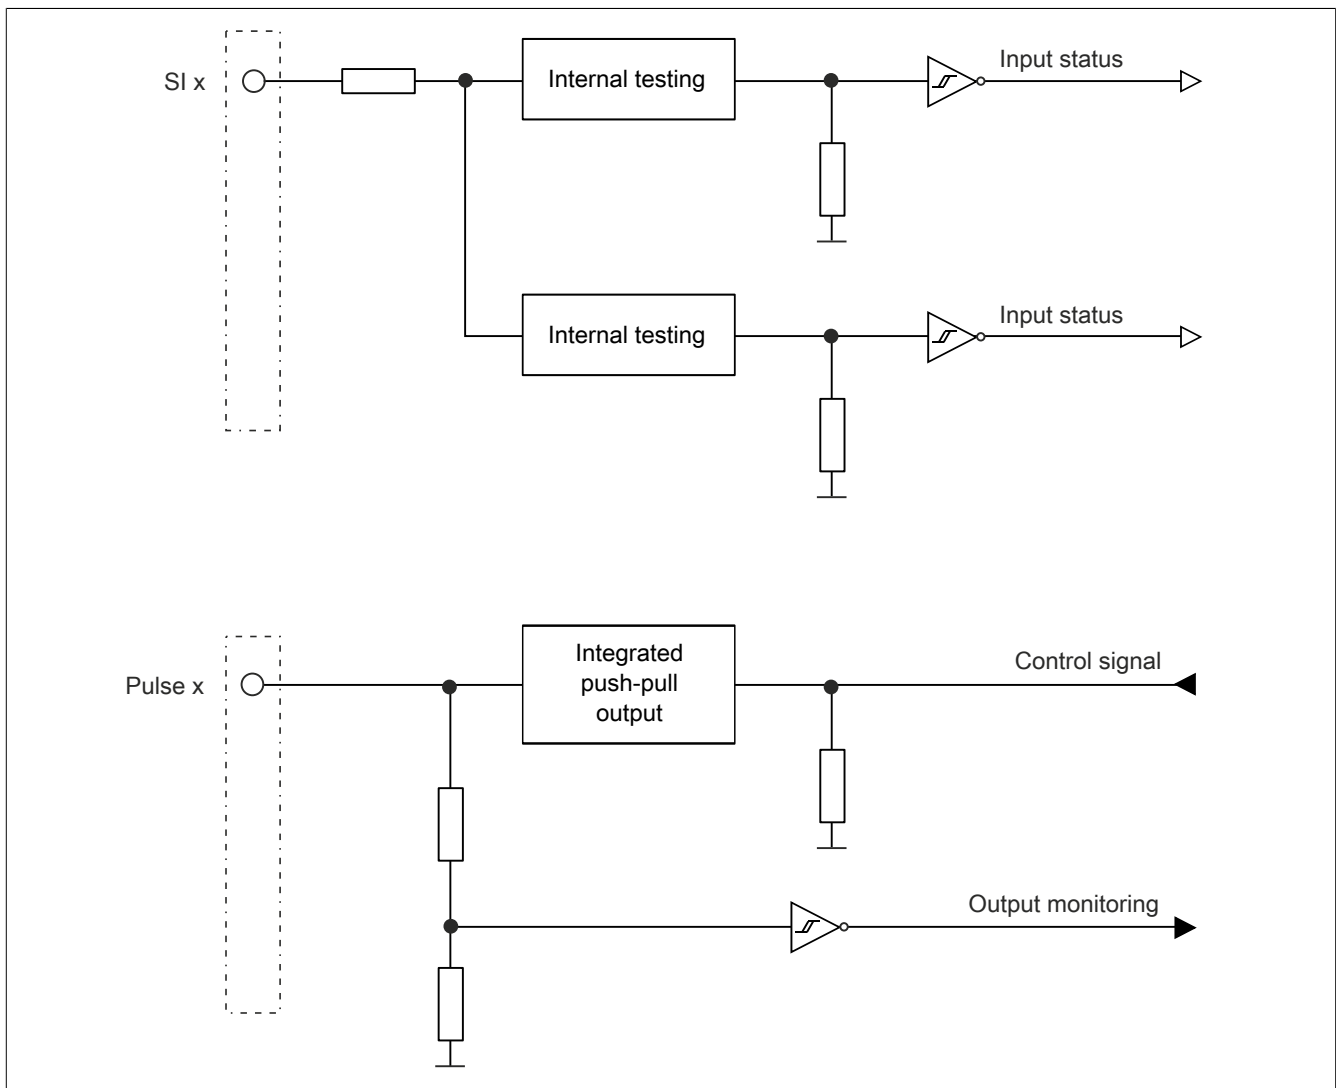 SI x
Internal testing
Input status
Internal testing
Input status
Pulse x
Integrated
push-pull
output
Control signal
Output monitoring